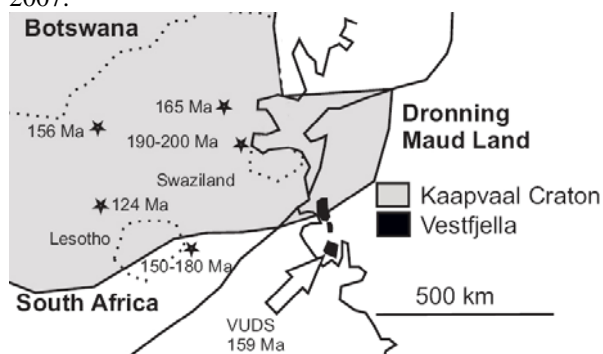 2007.
Botswana
165 Ma
156 Ma
190-200 Ma
Dronning
Maud Land
Swaziland
Kaapvaal Craton
124 Ma
Vestfjella
Lesotho
150-180 Ma
South Africa
500 km
VUDS
159 Ma